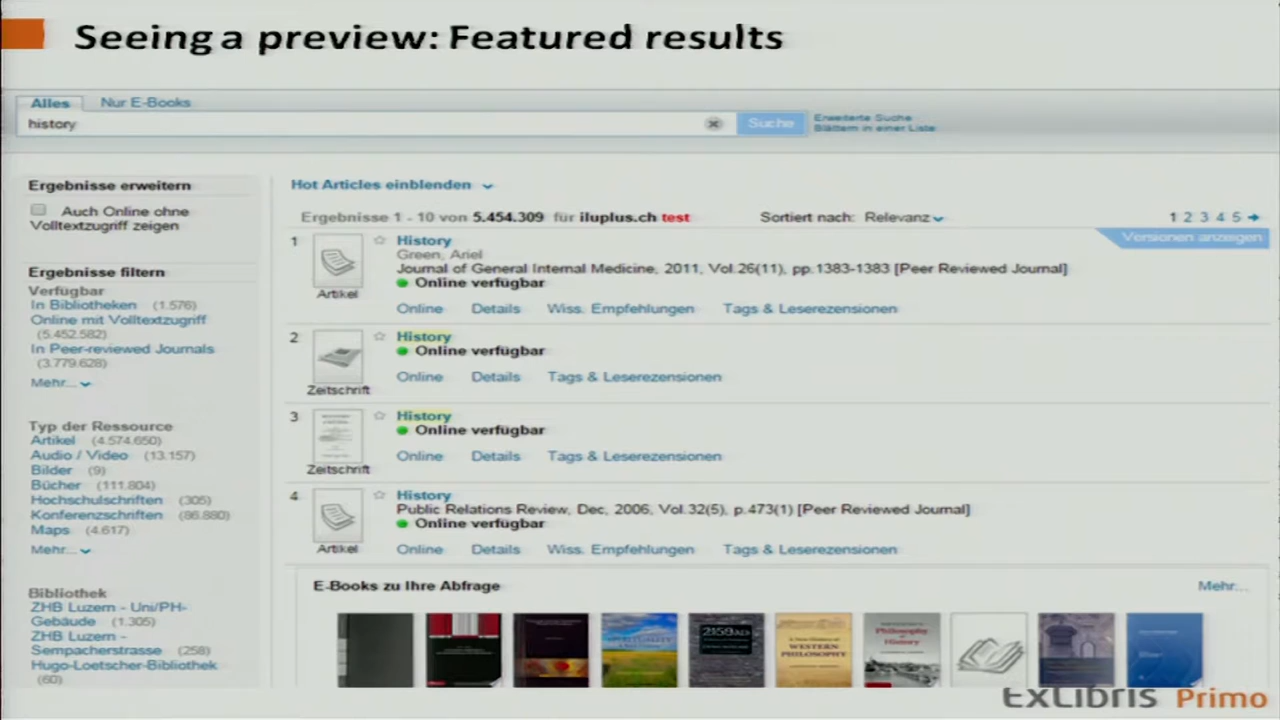 Seeing a preview: Featured results
Alles Nur E-Books
history Suche Erweiterte Suche
Blättern in einer Liste
Ergebnisse erweitern
Auch Online ohne
Volltextzugriff zeigen
Ergebnisse filtern
Verfügbar
In Bibliotheken (1.576)
Online mit Volltextzugriff
(5.452.582)
In Peer-reviewed Journals
(3.779.628)
Mehr...
Typ der Ressource
Artikel (4.574.650)
Audio / Video (13.157)
Bilder (9)
Bücher (111.804)
Hochschulschriften (305)
Konferenzschriften (86.880)
Maps (4.617)
Mehr...
Bibliothek
ZHB Luzern - Uni/PH-
Gebäude (1.305)
ZHB Luzern -
Sempacherstrasse (258)
Hugo-Loetscher-Bibliothek
(60)
Hot Articles einblenden
Ergebnisse 1 - 10 von 5.454.309 für iluplus.ch test Sortiert nach: Relevanz 1 2 3 4 5
Versionen anzeigen
1 History
Green, Ariel
Journal of General Internal Medicine, 2011, Vol.26(11), pp.1383-1383 [Peer Reviewed Journal]
Online verfügbar
Artikel
Online Details Wiss. Empfehlungen Tags & Leserezensionen
2 History
Online verfügbar
Online Details Tags & Leserezensionen
Zeitschrift
3 History
Online verfügbar
Online Details Tags & Leserezensionen
Zeitschrift
4 History
Public Relations Review, Dec, 2006, Vol.32(5), p.473(1) [Peer Reviewed Journal]
Online verfügbar
Artikel Online Details Wiss. Empfehlungen Tags & Leserezensionen
E-Books zu Ihre Abfrage Mehr...
2159 AD
A New History of
WESTERN
PHILOSOPHY
Philosophy
of
History
ExLibris Primo